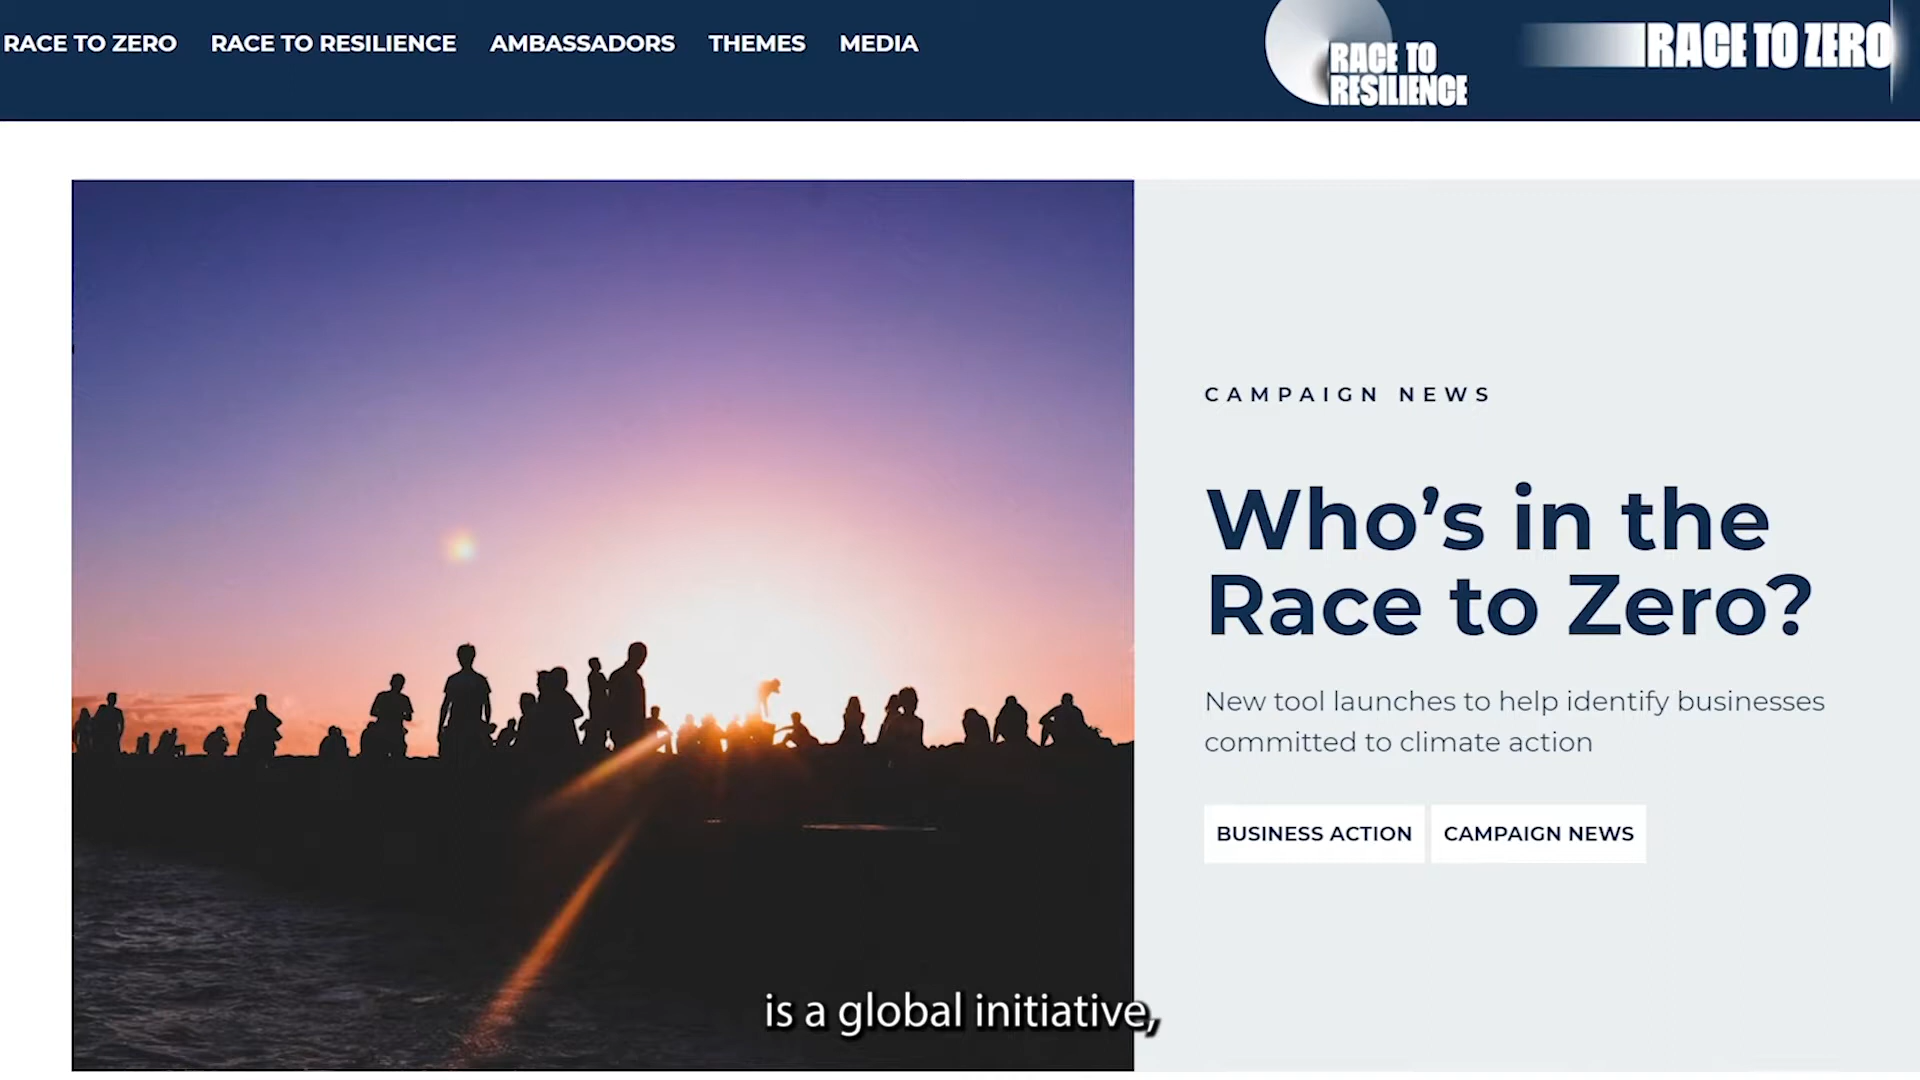 RACE TO ZERO RACE TO RESILIENCE AMBASSADORS THEMES MEDIA
RACE TO
RESILIENCE
RACE TO ZERO
CAMPAIGN NEWS
Who’s in the
Race to Zero?
New tool launches to help identify businesses
committed to climate action
BUSINESS ACTION CAMPAIGN NEWS
is a global initiative,